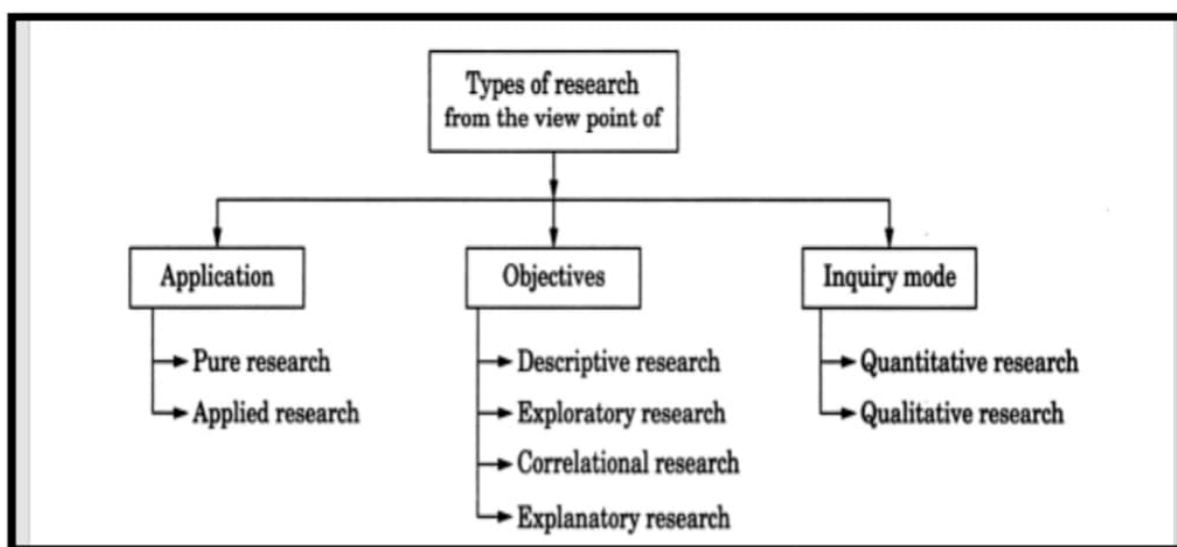 Types of research
from the view point of
Application
Objectives
Inquiry mode
Pure research
Applied research
Descriptive research
Exploratory research
Correlational research
Explanatory research
Quantitative research
Qualitative research